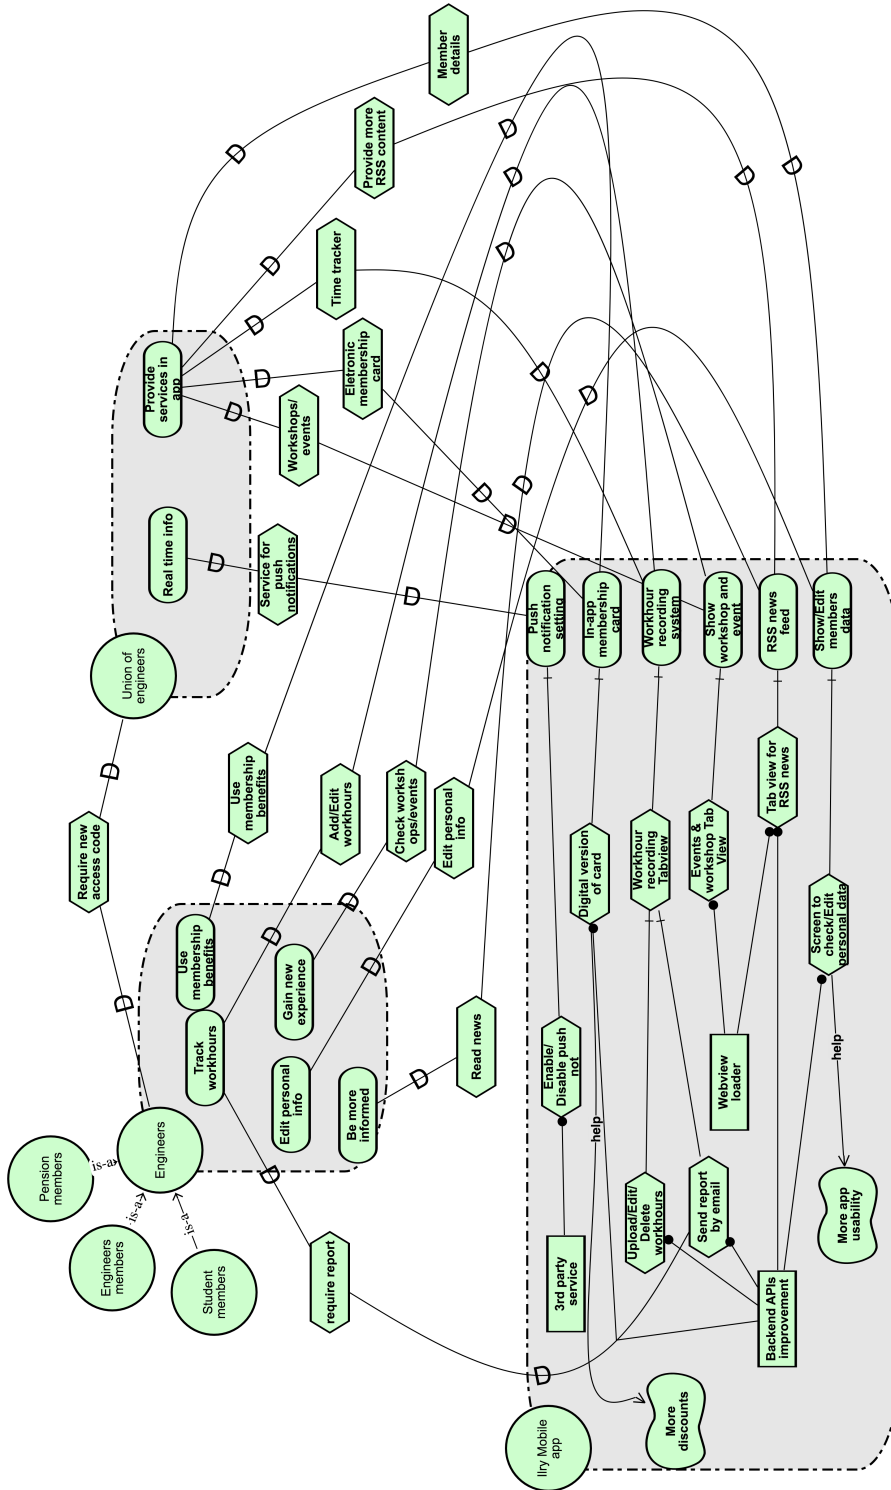 Pension
members
is-a
Engineers
members
is-a
Student
members
is-a
Engineers
D
Require new
access code
D
Union of
engineers
Real time info
Provide
services in
app
Track
workhours
Use
membership
benefits
Edit personal
info
Gain new
experience
Be more
informed
D
D
D
D
D
D
require report
Use
membership
benefits
Add/Edit
workhours
Check worksh
ops/events
Edit personal
info
Read news
D
Service for
push
notifications
D
Workshops/
events
D
Eletronic
membership
card
D
Time tracker
D
Provide more
RSS content
D
Member
details
D
D
D
D
D
D
D
D
D
D
D
D
D
Ilry Mobile
app
Push
notification
setting
In-app
membership
card
Workhour
recording
system
Show
workshop and
event
RSS news
feed
Show/Edit
members
data
Enable/
Disable push
not
Digital version
of card
Workhour
recording
Tabview
Events &
workshop Tab
View
Tab view for
RSS news
Screen to
check/Edit
personal data
3rd party
service
help
Upload/Edit/
Delete
workhours
Send report
by email
Webview
loader
Backend APIs
improvement
help
More
discounts
More app
usability